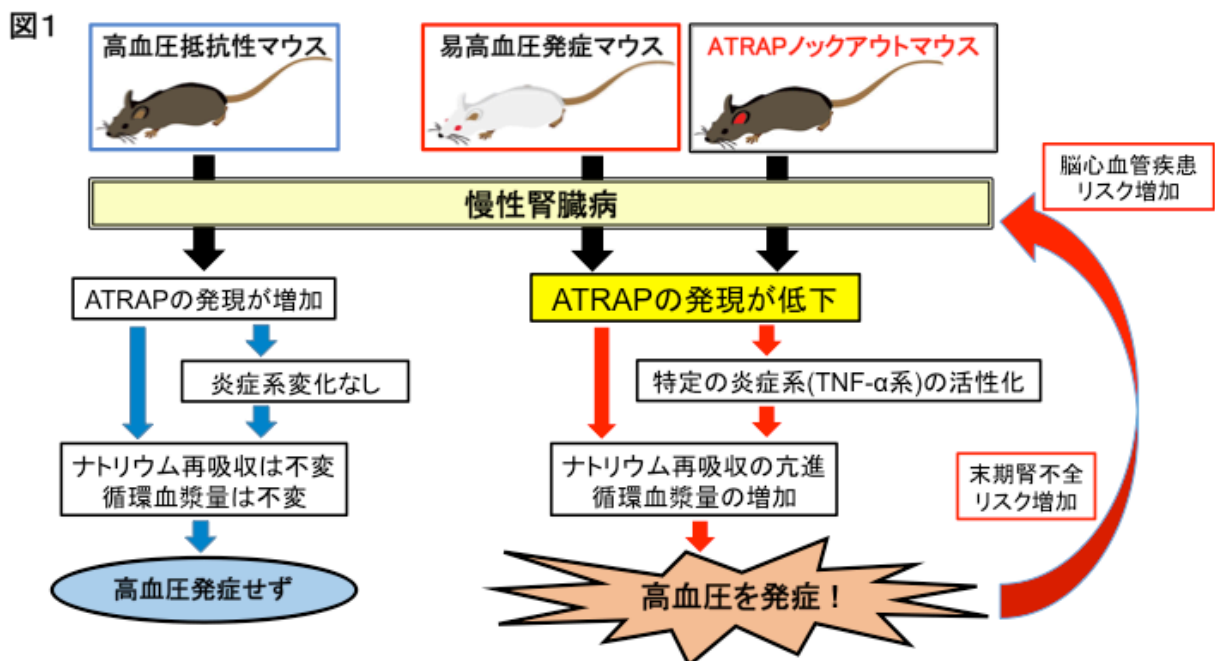 図1
高血圧抵抗性マウス
易高血圧発症マウス
ATRAPノックアウトマウス
慢性腎臓病
脳心血管疾患
リスク増加
ATRAPの発現が増加
ATRAPの発現が低下
炎症系変化なし
特定の炎症系(TNF-α系)の活性化
ナトリウム再吸収は不変
循環血漿量は不変
ナトリウム再吸収の亢進
循環血漿量の増加
末期腎不全
リスク増加
高血圧発症せず
高血圧を発症！